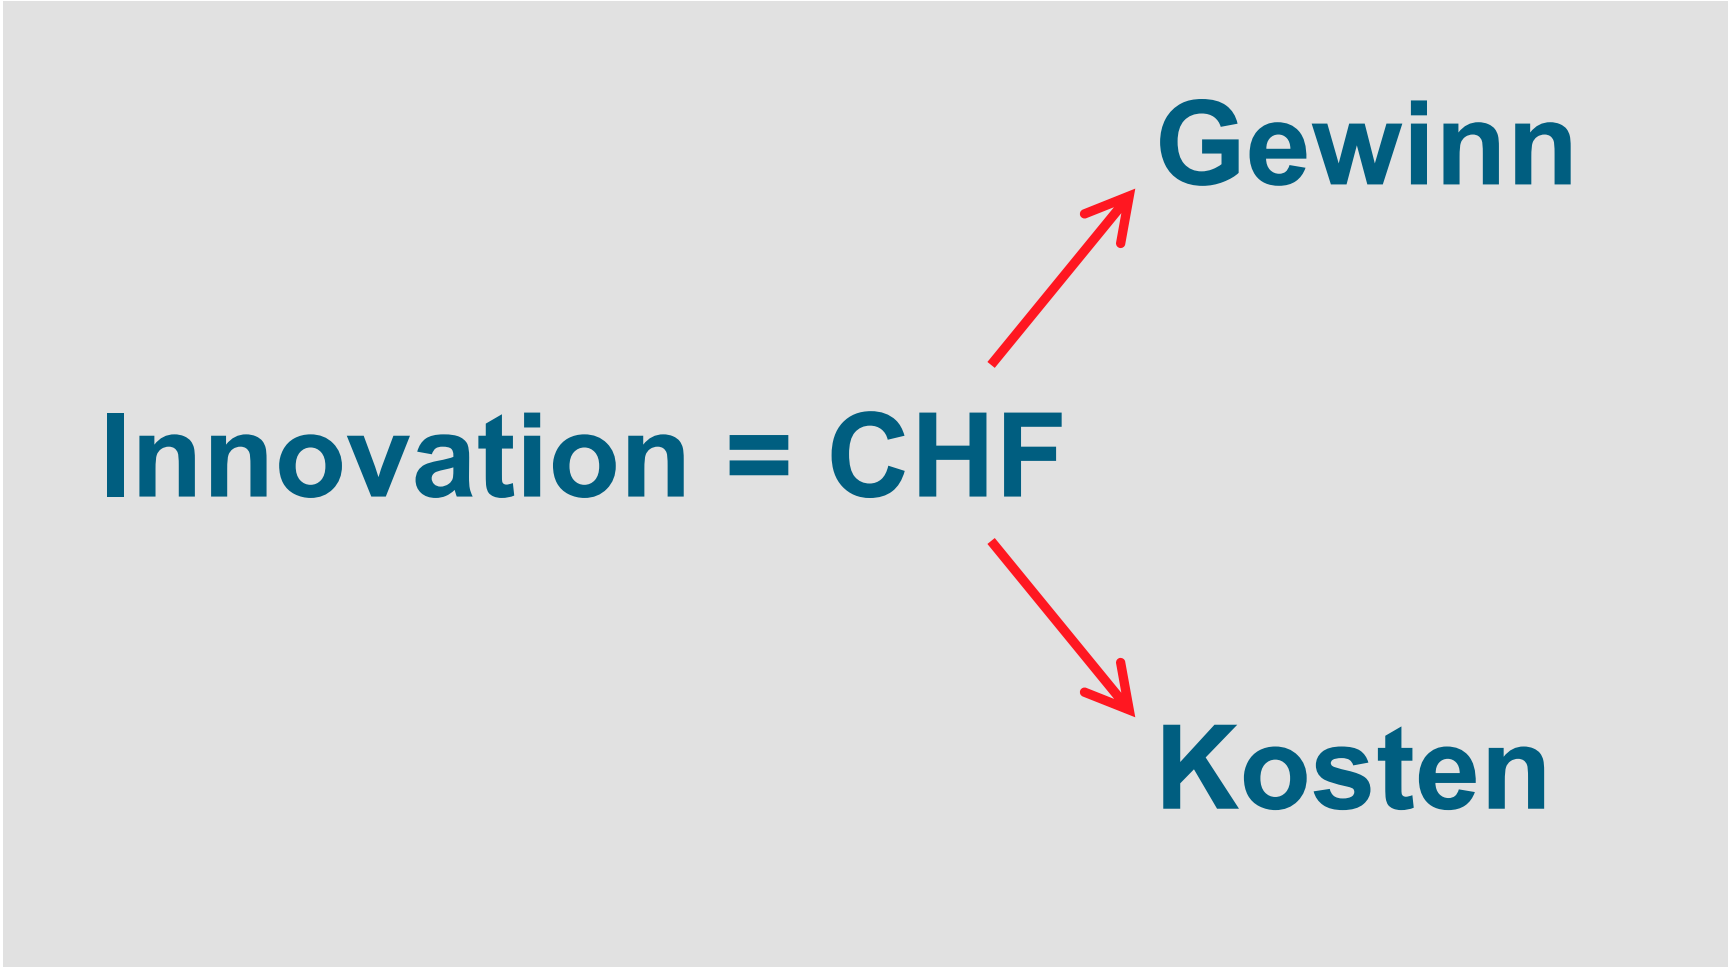 Gewinn
Innovation = CHF
Kosten